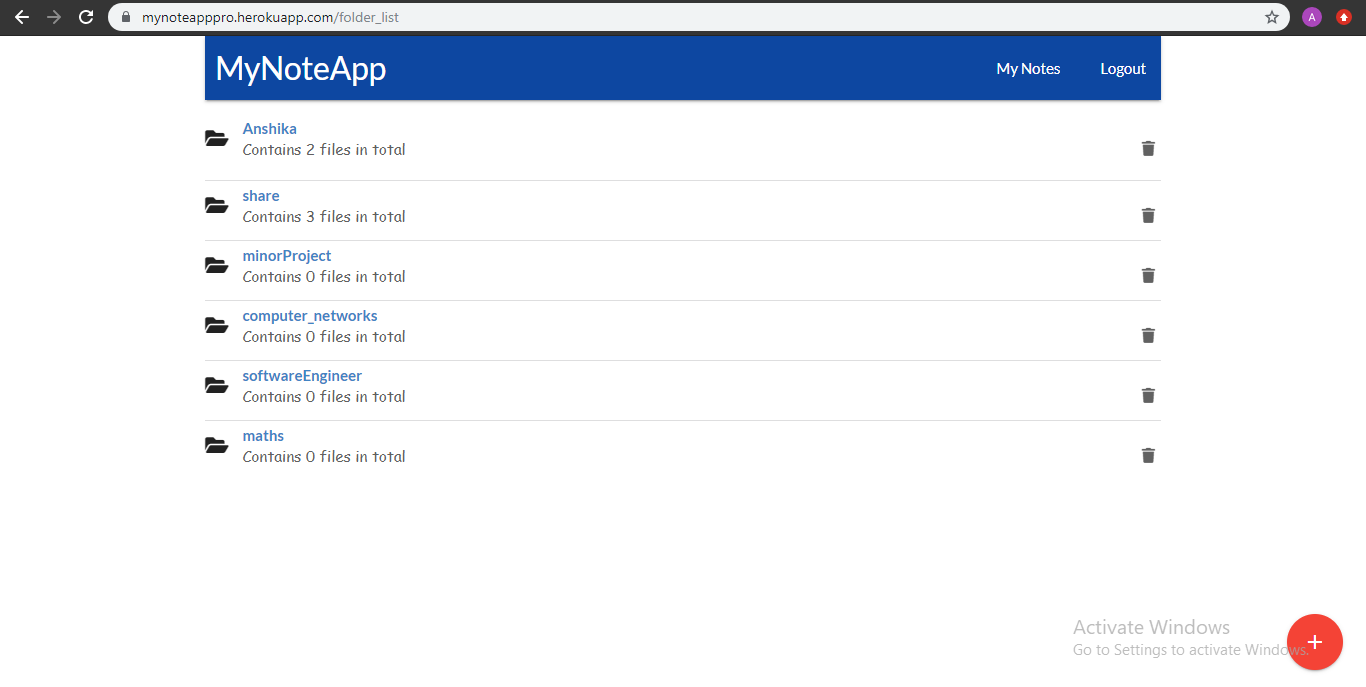 mynoteapppro.herokuapp.com/folder_list
A
MyNoteApp
My Notes
Logout
Anshika
Contains 2 files in total
share
Contains 3 files in total
minorProject
Contains 0 files in total
computer_networks
Contains 0 files in total
softwareEngineer
Contains 0 files in total
maths
Contains 0 files in total
Activate Windows
Go to Settings to activate Windows.
+